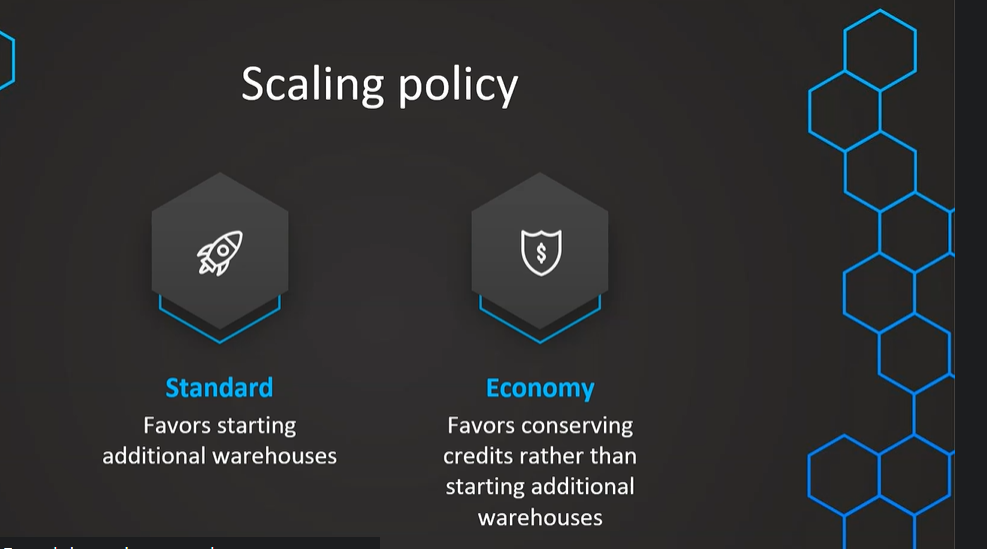 Scaling policy
$
$
Standard
Economy
Favors starting
additional warehouses
Favors conserving
credits rather than
starting additional
warehouses